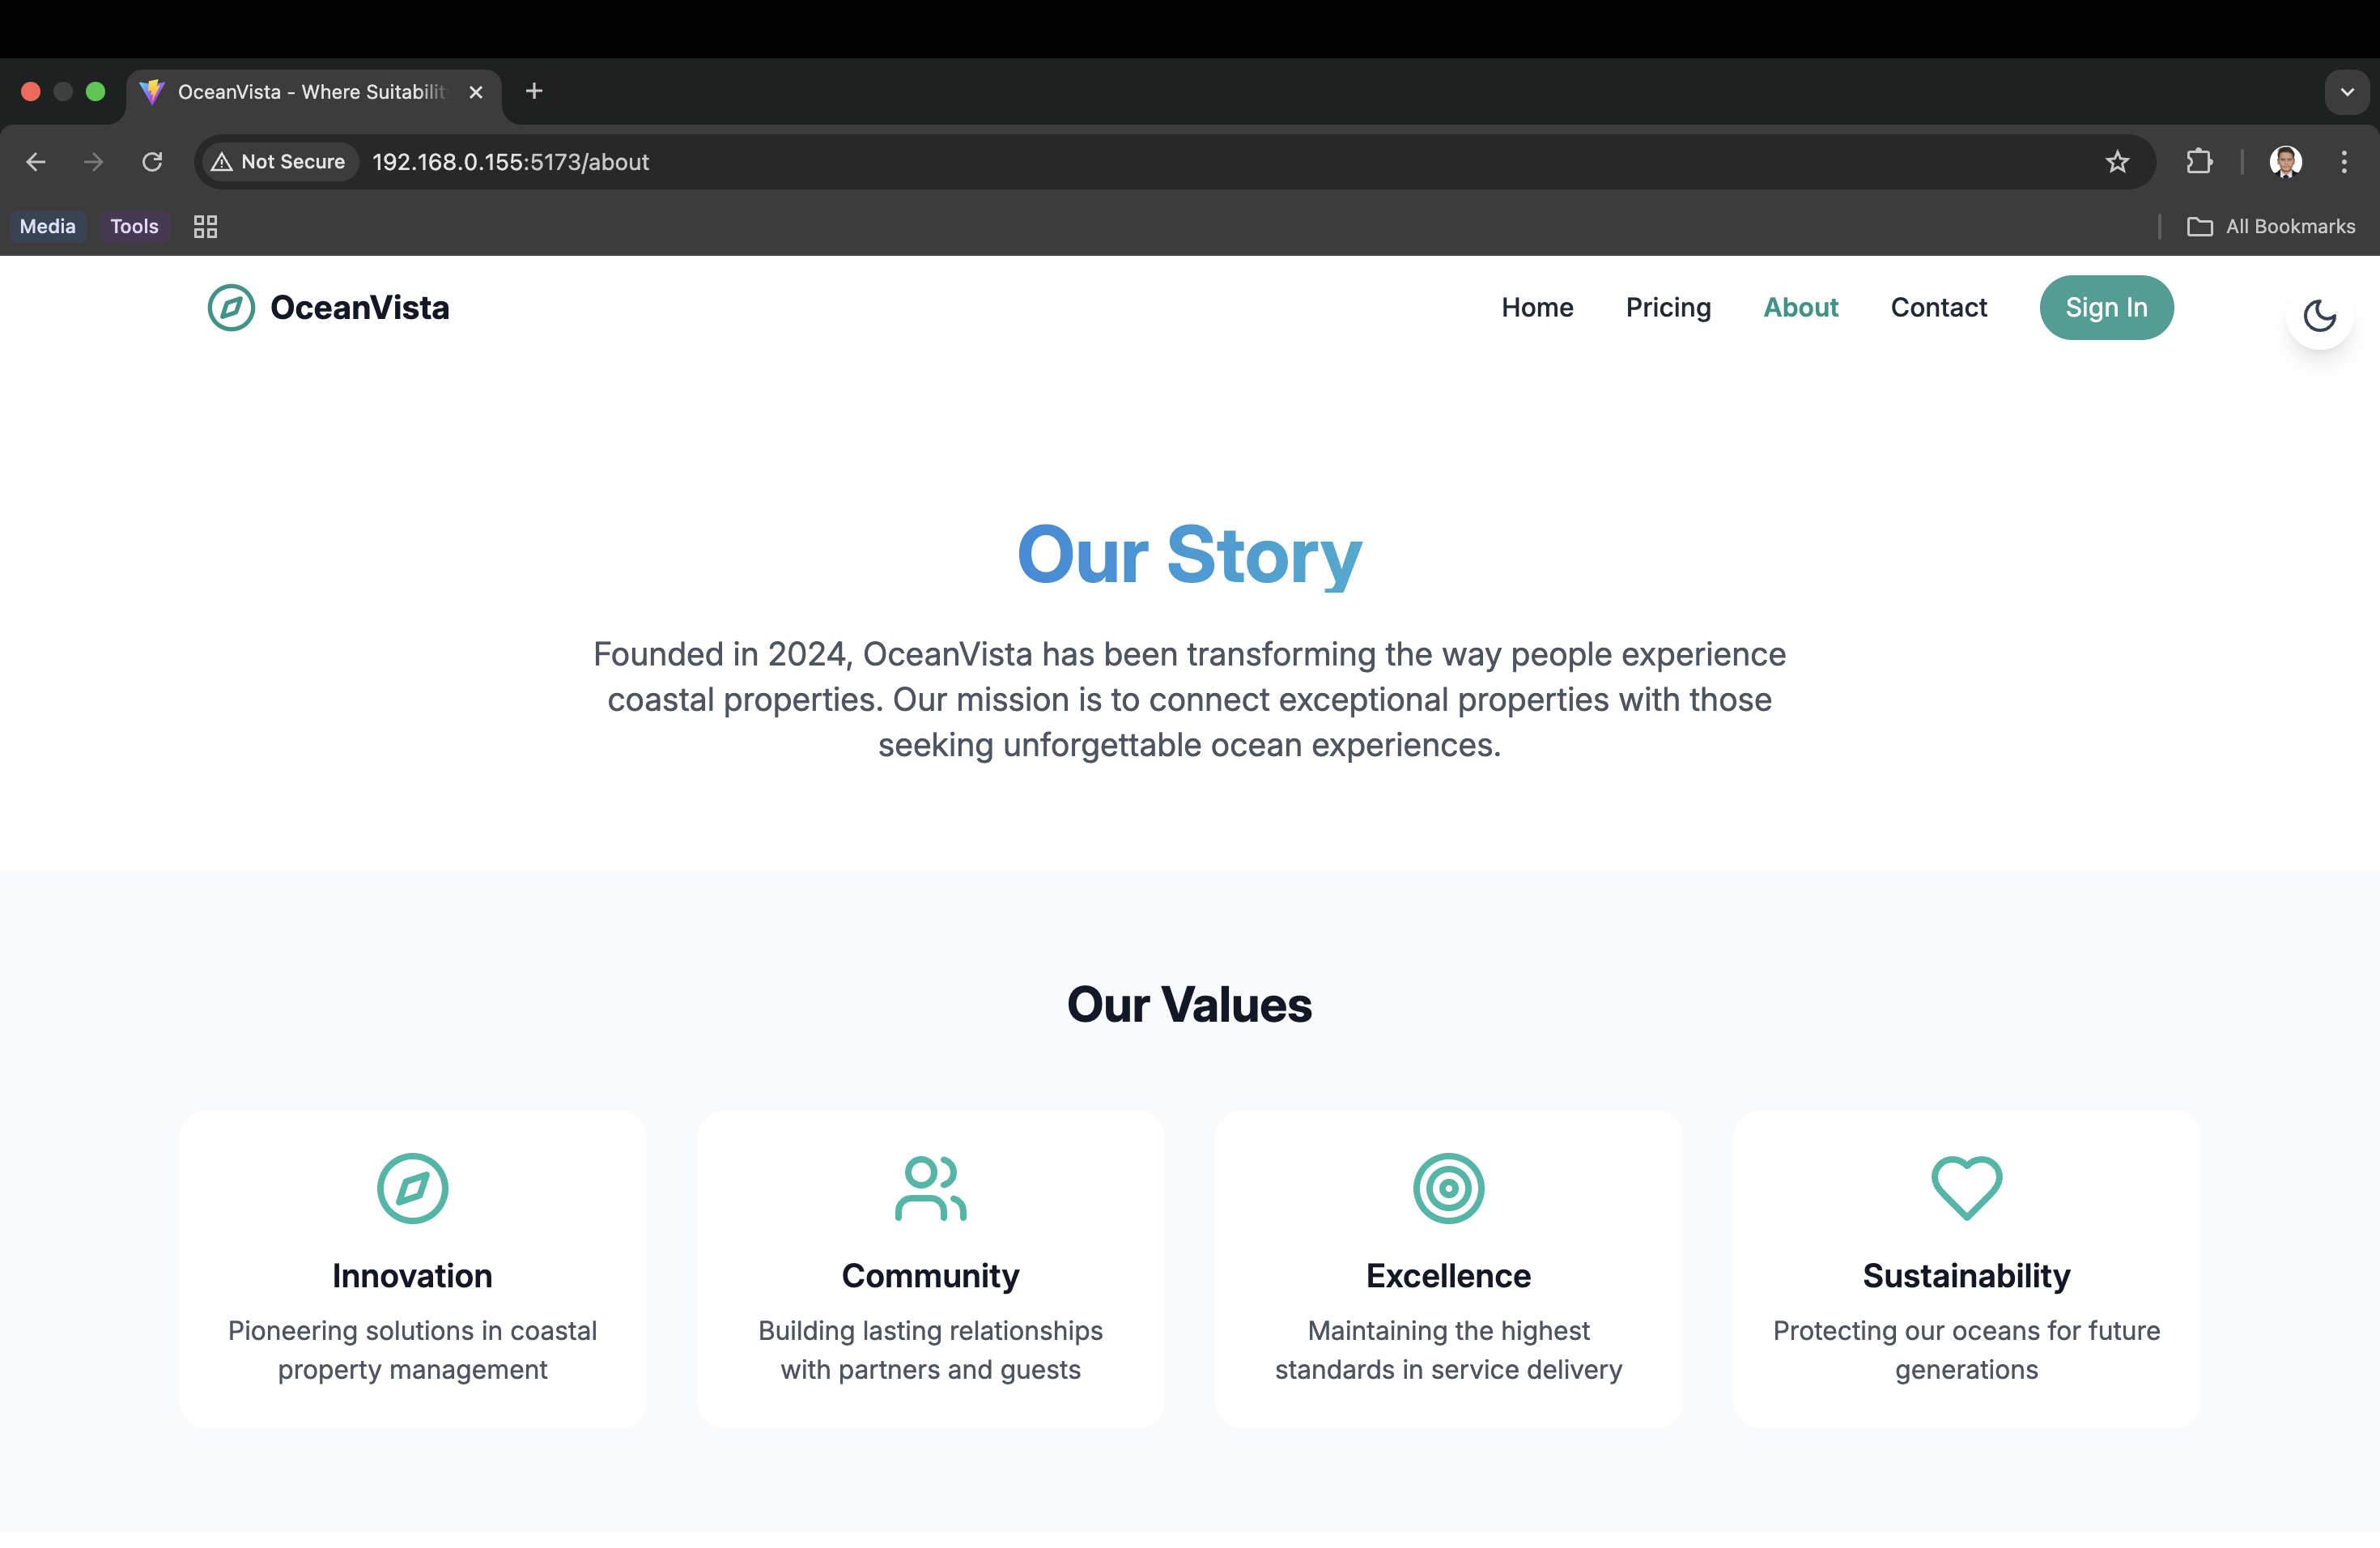 OceanVista - Where Suitabilit
Not Secure
192.168.0.155:5173/about
Media
Tools
All Bookmarks
OceanVista
Home
Pricing
About
Contact
Sign In
Our Story
Founded in 2024, OceanVista has been transforming the way people experience
coastal properties. Our mission is to connect exceptional properties with those
seeking unforgettable ocean experiences.
Our Values
Innovation
Pioneering solutions in coastal
property management
Community
Building lasting relationships
with partners and guests
Excellence
Maintaining the highest
standards in service delivery
Sustainability
Protecting our oceans for future
generations